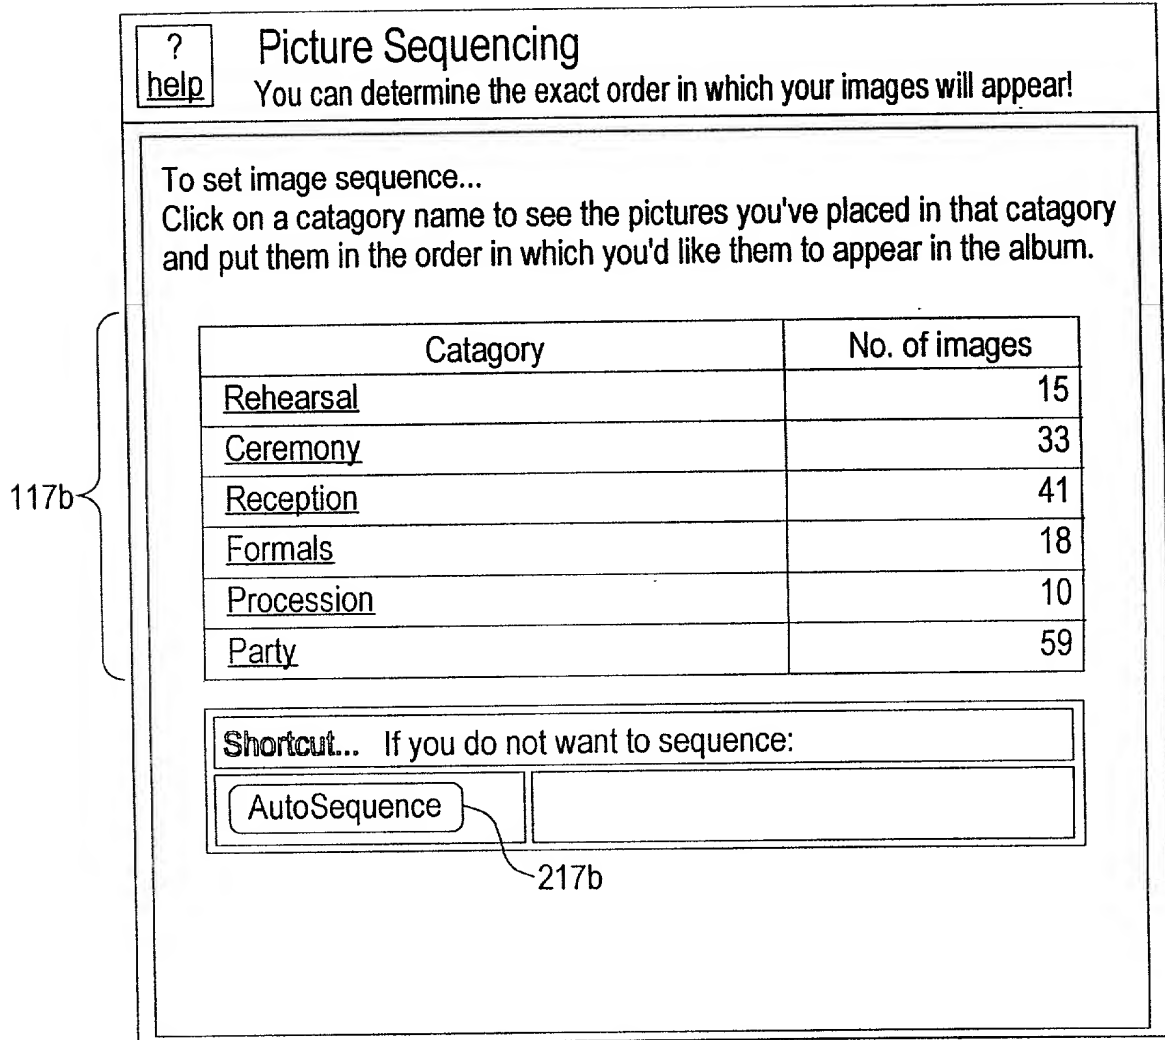 ?
help
Picture Sequencing
You can determine the exact order in which your images will appear!
To set image sequence...
Click on a catagory name to see the pictures you've placed in that catagory
and put them in the order in which you'd like them to appear in the album.
Catagory No. of images
Rehearsal 15
Ceremony 33
117b Reception 41
Formals 18
Procession 10
Party 59
Shortcut... If you do not want to sequence:
AutoSequence
217b